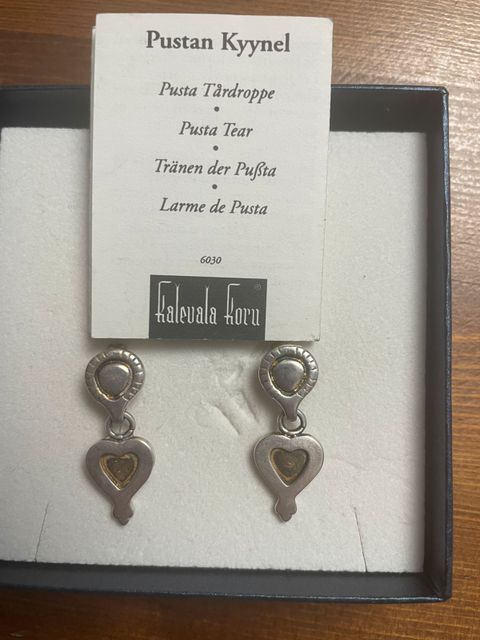 Pustan Kyynel
Pusta Tårdroppe
•
Pusta Tear
•
Tränen der Pußta
•
Larme de Pusta
6030
Kalevala Koru®